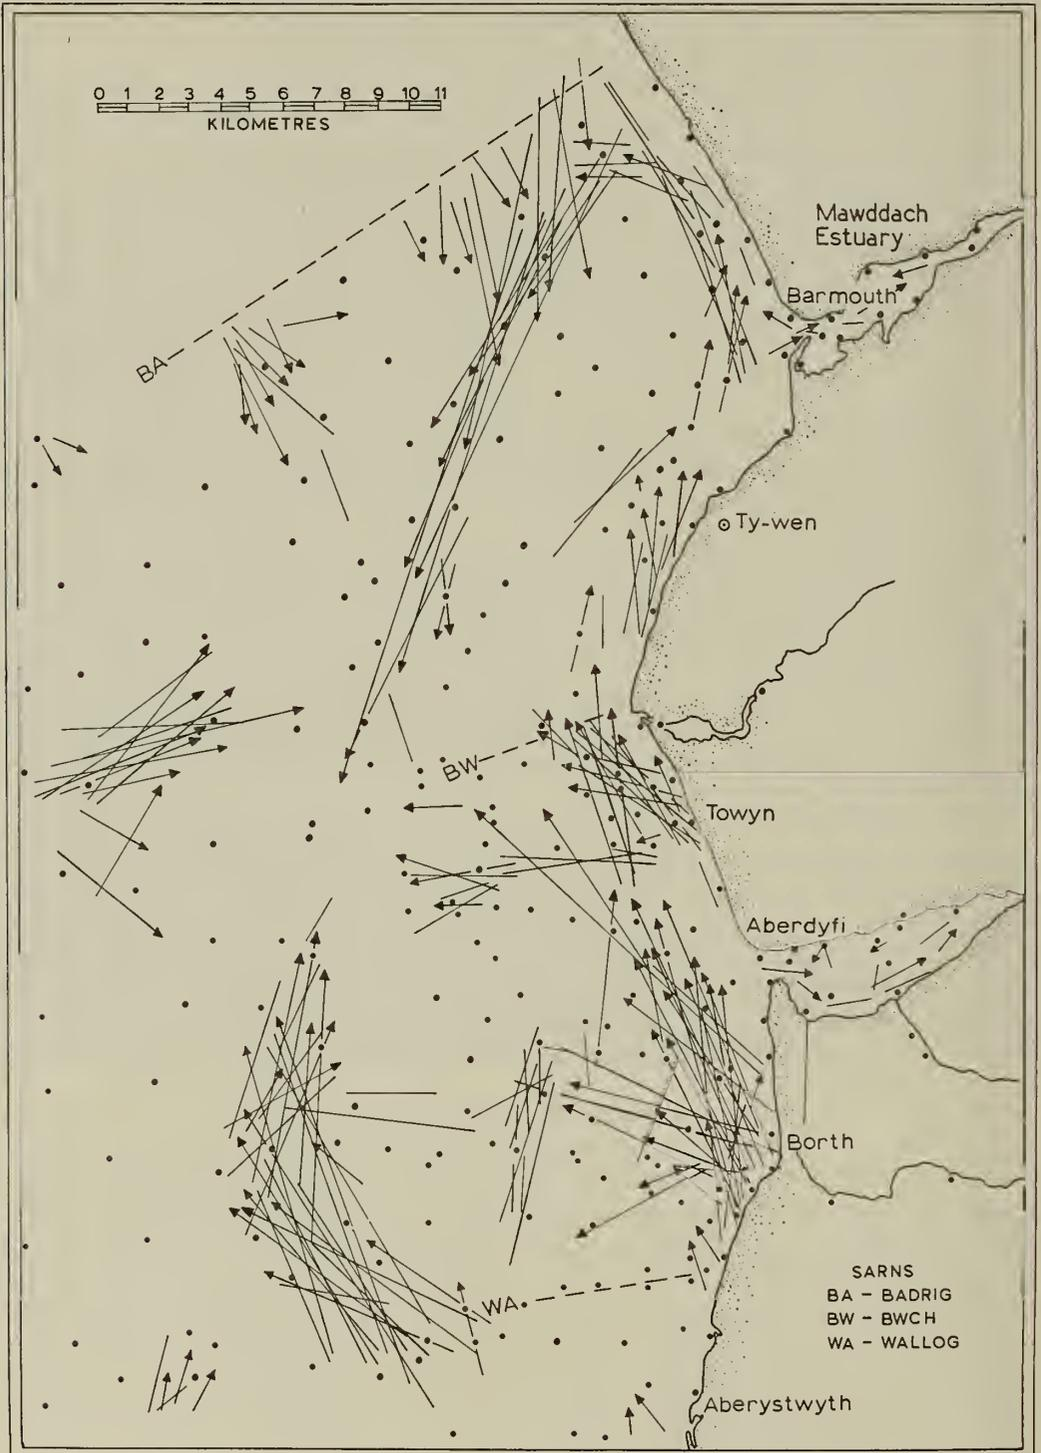 0 1 2 3 4 5 6 7 8 9 10 11
KILOMETRES
Mawddach
Estuary
Barmouth
BA
Ty-wen
BW
Towyn
Aberdyfi
Borth
WA
SARNS
BA - BADRIG
BW - BWCH
WA - WALLOG
Aberystwyth